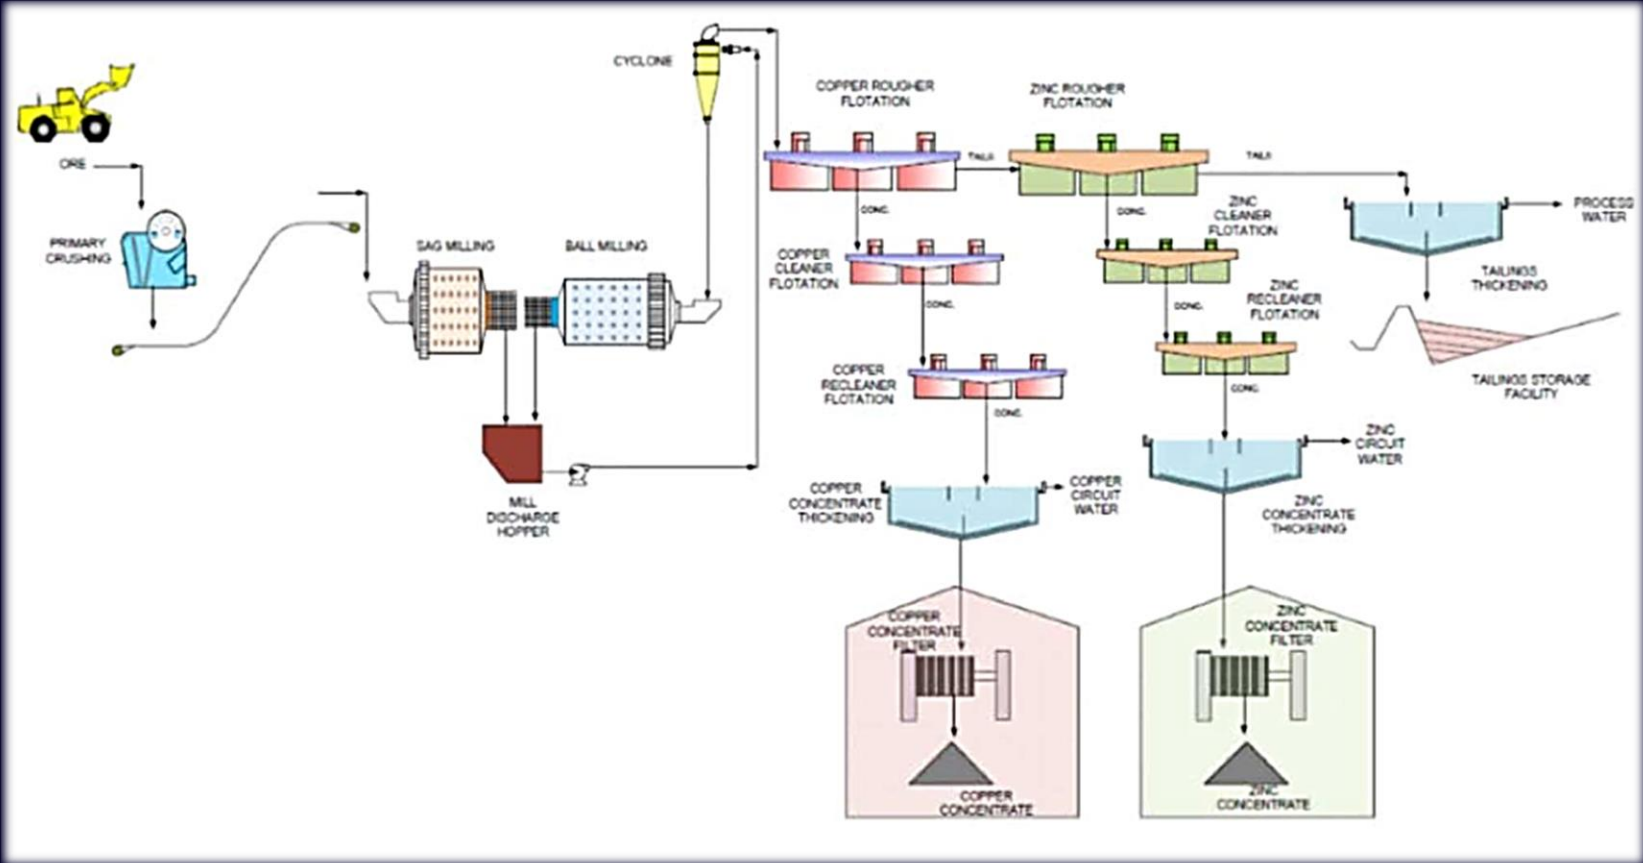 CYCLONE
COPPER ROUGHER
FLOTATION
ZINC ROUGHER
FLOTATION
ORE
TAILS
TAILS
PRIMARY
CRUSHING
SAG MILLING
BALL MILLING
CONC.
CONC.
ZINC
CLEANER
FLOTATION
PROCESS
WATER
COPPER
CLEANER
FLOTATION
TAILINGS
THICKENING
CONC.
CONC.
ZINC
RECLEANER
FLOTATION
COPPER
RECLEANER
FLOTATION
CONC.
CONC.
TAILINGS STORAGE
FACILITY
ZINC
CIRCUIT
WATER
MILL
DISCHARGE
HOPPER
COPPER
CONCENTRATE
THICKENING
COPPER
CIRCUIT
WATER
ZINC
CONCENTRATE
THICKENING
COPPER
CONCENTRATE
FILTER
ZINC
CONCENTRATE
FILTER
COPPER
CONCENTRATE
ZINC
CONCENTRATE